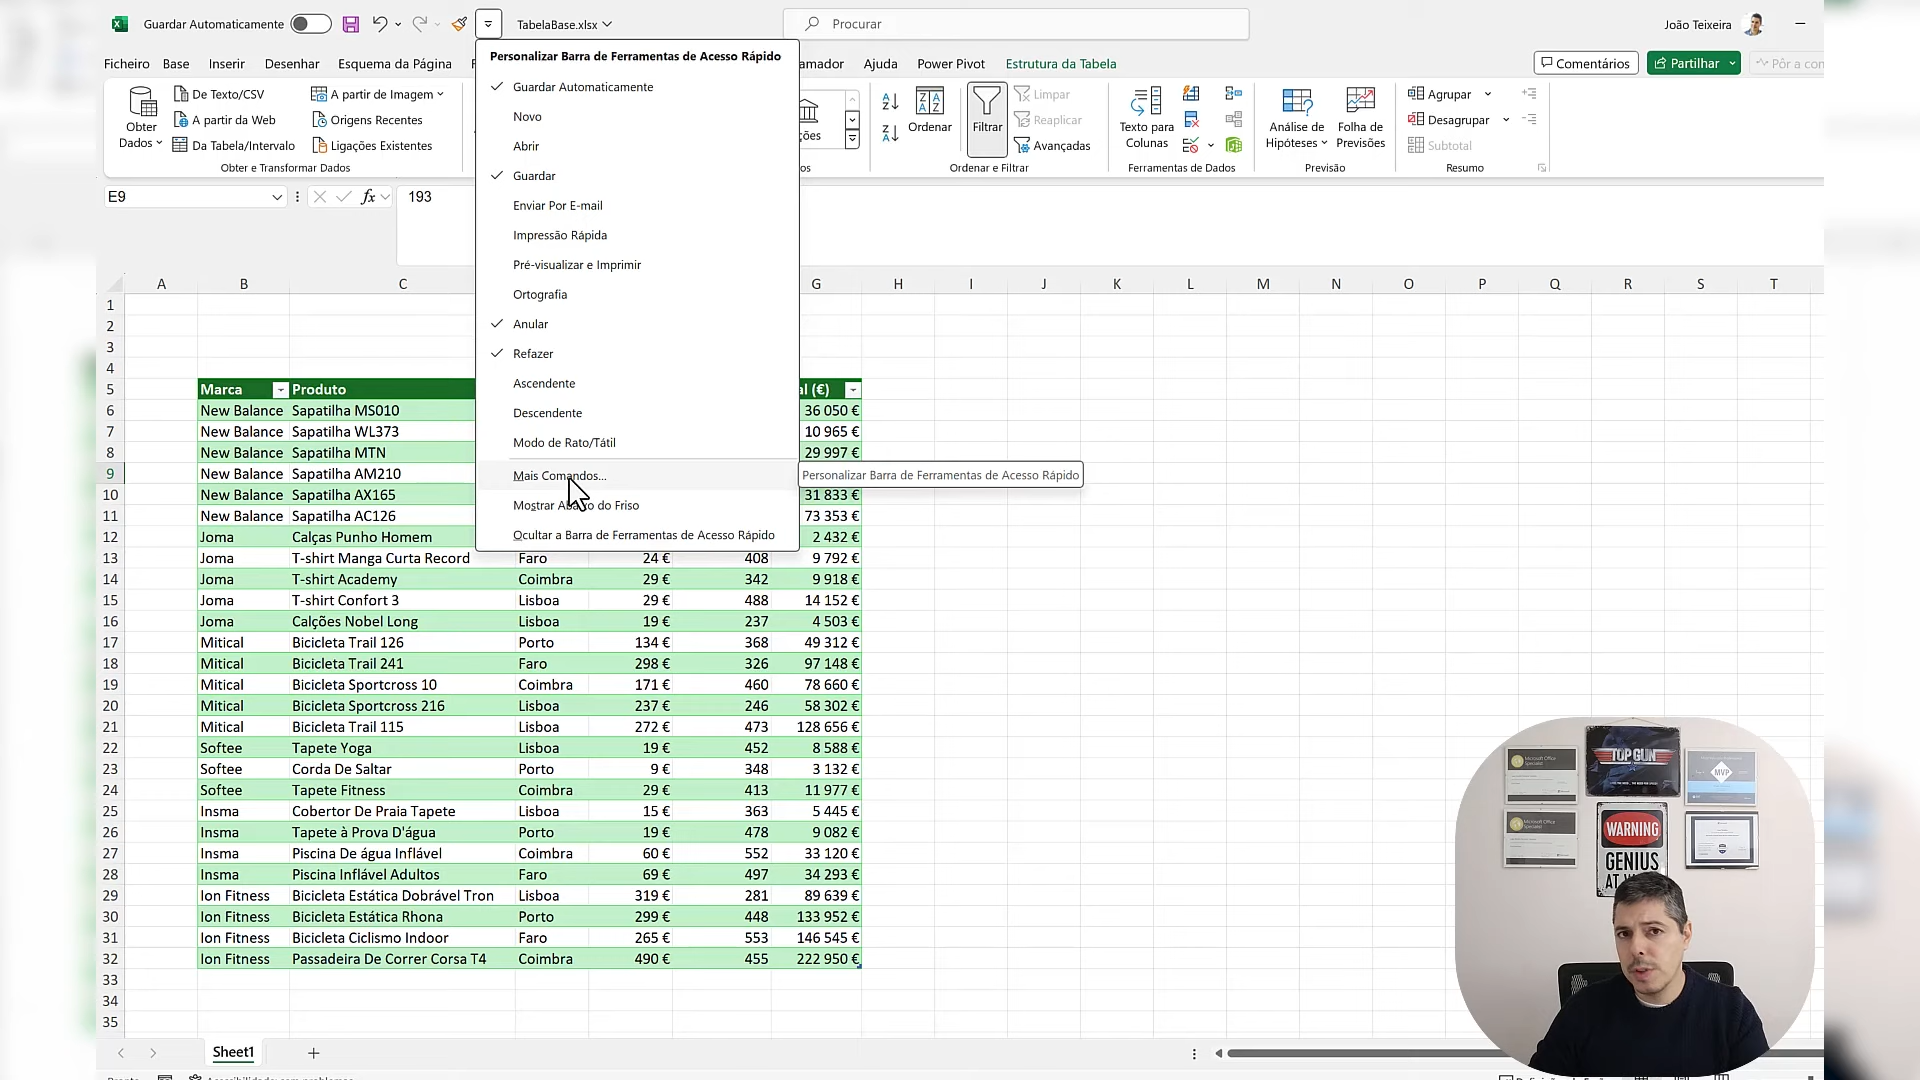 Guardar Automaticamente
TabelaBase.xlsx
Procurar
João Teixeira
Ficheiro Base Inserir Desenhar Esquema da Página
amador Ajuda Power Pivot Estrutura da Tabela
Comentários
Partilhar
Pôr a con
Obter Dados
De Texto/CSV
A partir da Web
Da Tabela/Intervalo
A partir de Imagem
Origens Recentes
Ligações Existentes
Obter e Transformar Dados
ções
os
Ordenar
Filtrar
Limpar
Reaplicar
Avançadas
Ordenar e Filtrar
Texto para Colunas
Ferramentas de Dados
Análise de Hipóteses
Folha de Previsões
Previsão
Agrupar
Desagrupar
Subtotal
Resumo
Personalizar Barra de Ferramentas de Acesso Rápido
Guardar Automaticamente
Novo
Abrir
Guardar
Enviar Por E-mail
Impressão Rápida
Pré-visualizar e Imprimir
Ortografia
Anular
Refazer
Ascendente
Descendente
Modo de Rato/Tátil
Mais Comandos...
Mostrar Abaixo do Friso
Ocultar a Barra de Ferramentas de Acesso Rápido
Personalizar Barra de Ferramentas de Acesso Rápido
E9
fx
193
A B C G H I J K L M N O P Q R S T
1
2
3
4
5 Marca Produto al (€)
6 New Balance Sapatilha MS010 36 050 €
7 New Balance Sapatilha WL373 10 965 €
8 New Balance Sapatilha MTN 29 997 €
9 New Balance Sapatilha AM210
10 New Balance Sapatilha AX165 31 833 €
11 New Balance Sapatilha AC126 73 353 €
12 Joma Calças Punho Homem 2 432 €
13 Joma T-shirt Manga Curta Record Faro 24 € 408 9 792 €
14 Joma T-shirt Academy Coimbra 29 € 342 9 918 €
15 Joma T-shirt Confort 3 Lisboa 29 € 488 14 152 €
16 Joma Calções Nobel Long Lisboa 19 € 237 4 503 €
17 Mitical Bicicleta Trail 126 Porto 134 € 368 49 312 €
18 Mitical Bicicleta Trail 241 Faro 298 € 326 97 148 €
19 Mitical Bicicleta Sportcross 10 Coimbra 171 € 460 78 660 €
20 Mitical Bicicleta Sportcross 216 Lisboa 237 € 246 58 302 €
21 Mitical Bicicleta Trail 115 Lisboa 272 € 473 128 656 €
22 Softee Tapete Yoga Lisboa 19 € 452 8 588 €
23 Softee Corda De Saltar Porto 9 € 348 3 132 €
24 Softee Tapete Fitness Coimbra 29 € 413 11 977 €
25 Insma Cobertor De Praia Tapete Lisboa 15 € 363 5 445 €
26 Insma Tapete à Prova D'água Porto 19 € 478 9 082 €
27 Insma Piscina De água Inflável Coimbra 60 € 552 33 120 €
28 Insma Piscina Inflável Adultos Faro 69 € 497 34 293 €
29 Ion Fitness Bicicleta Estática Dobrável Tron Lisboa 319 € 281 89 639 €
30 Ion Fitness Bicicleta Estática Rhona Porto 299 € 448 133 952 €
31 Ion Fitness Bicicleta Ciclismo Indoor Faro 265 € 553 146 545 €
32 Ion Fitness Passadeira De Correr Corsa T4 Coimbra 490 € 455 222 950 €
33
34
35
Sheet1
TOP GUN
Microsoft Office Specialist
MVP
Microsoft Office Specialist
WARNING
GENIUS
AT W